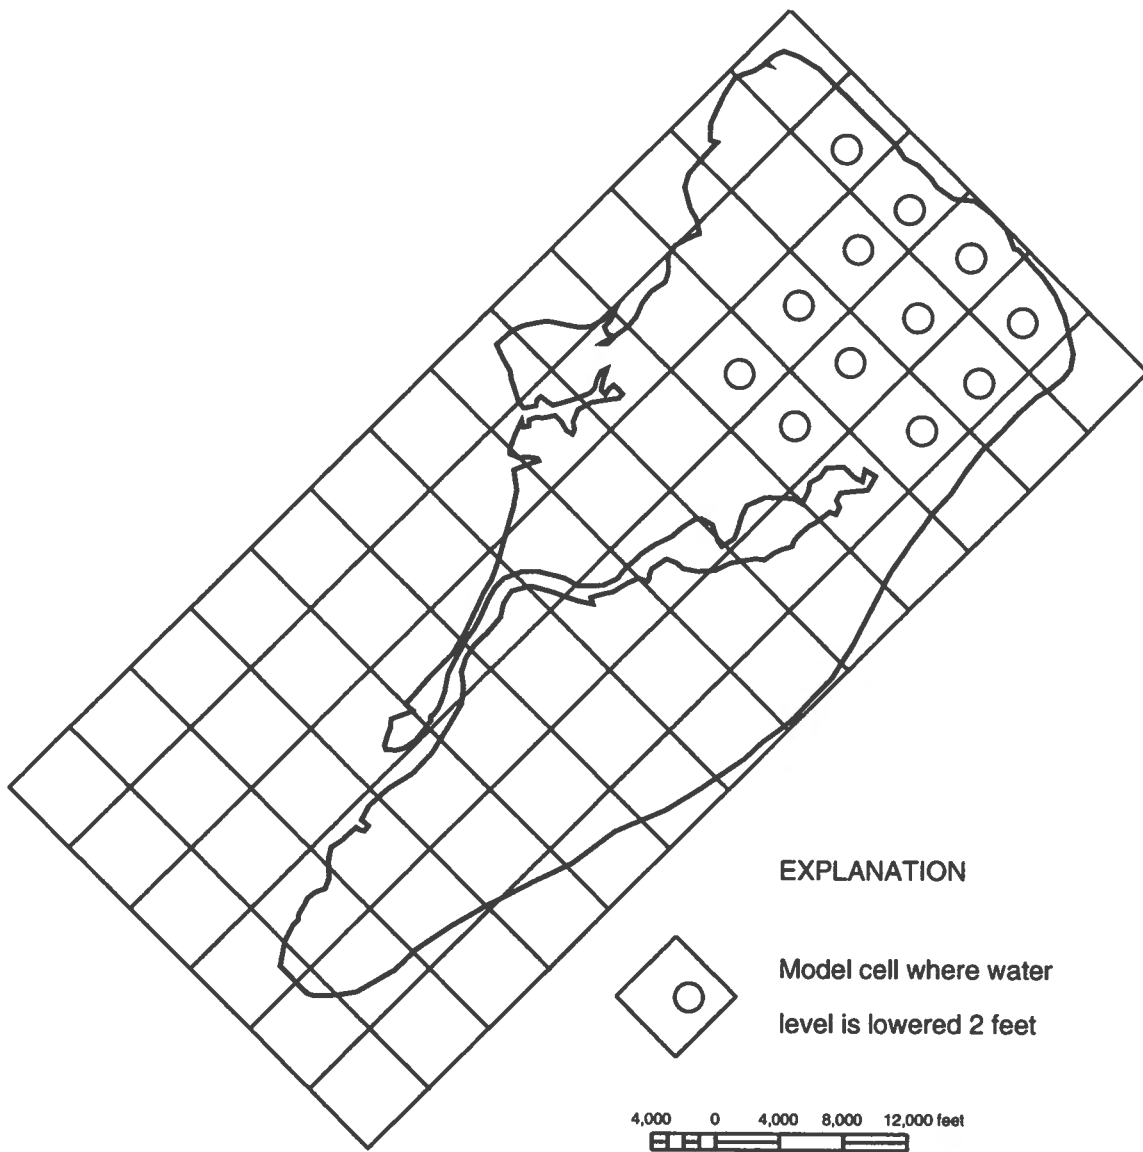 EXPLANATION
Model cell where water
level is lowered 2 feet
4,000 0 4,000 8,000 12,000 feet